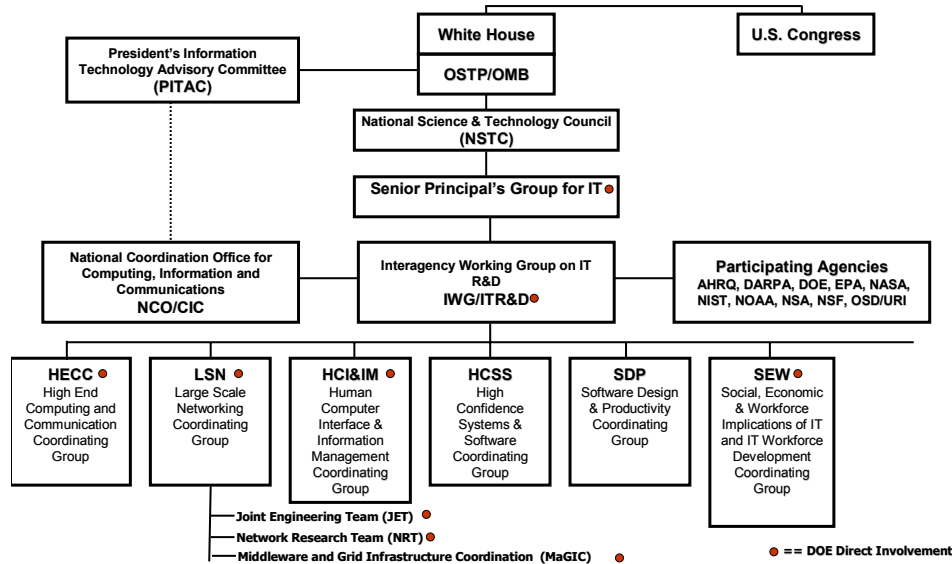 White House
U.S. Congress
President's Information
Technology Advisory Committee
(PITAC)
OSTP/OMB
National Science & Technology Council
(NSTC)
Senior Principal's Group for IT
National Coordination Office for
Computing, Information and
Communications
NCO/CIC
Interagency Working Group on IT
R&D
IWG/ITR&D
Participating Agencies
AHRQ, DARPA, DOE, EPA, NASA,
NIST, NOAA, NSA, NSF, OSD/URI
HECC
High End
Computing and
Communication
Coordinating
Group
LSN
Large Scale
Networking
Coordinating
Group
HCI&IM
Human
Computer
Interface &
Information
Management
Coordinating
Group
HCSS
High
Confidence
Systems &
Software
Coordinating
Group
SDP
Software Design
& Productivity
Coordinating
Group
SEW
Social, Economic
& Workforce
Implications of IT
and IT Workforce
Development
Coordinating
Group
Joint Engineering Team (JET)
Network Research Team (NRT)
Middleware and Grid Infrastructure Coordination (MaGIC)
== DOE Direct Involvement